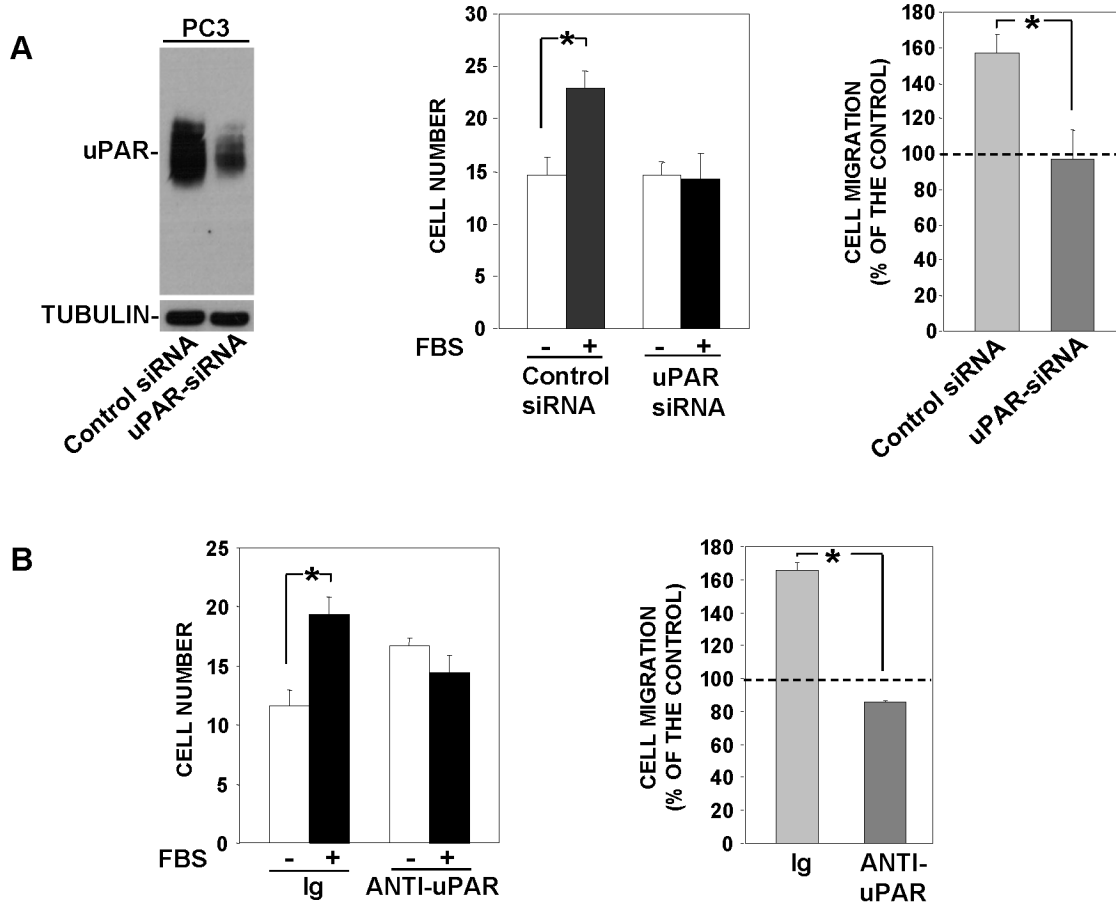 A
PC3
uPAR-
TUBULIN-
Control siRNA
uPAR-siRNA
CELL NUMBER
30
25
20
15
10
5
0
*
FBS - + - +
Control siRNA
uPAR siRNA
CELL MIGRATION
(% OF THE CONTROL)
180
160
140
120
100
80
60
40
20
0
*
Control siRNA
uPAR-siRNA
B
CELL NUMBER
25
20
15
10
5
0
*
FBS - + - +
Ig ANTI-uPAR
CELL MIGRATION
(% OF THE CONTROL)
180
160
140
120
100
80
60
40
20
0
*
Ig
ANTI-
uPAR